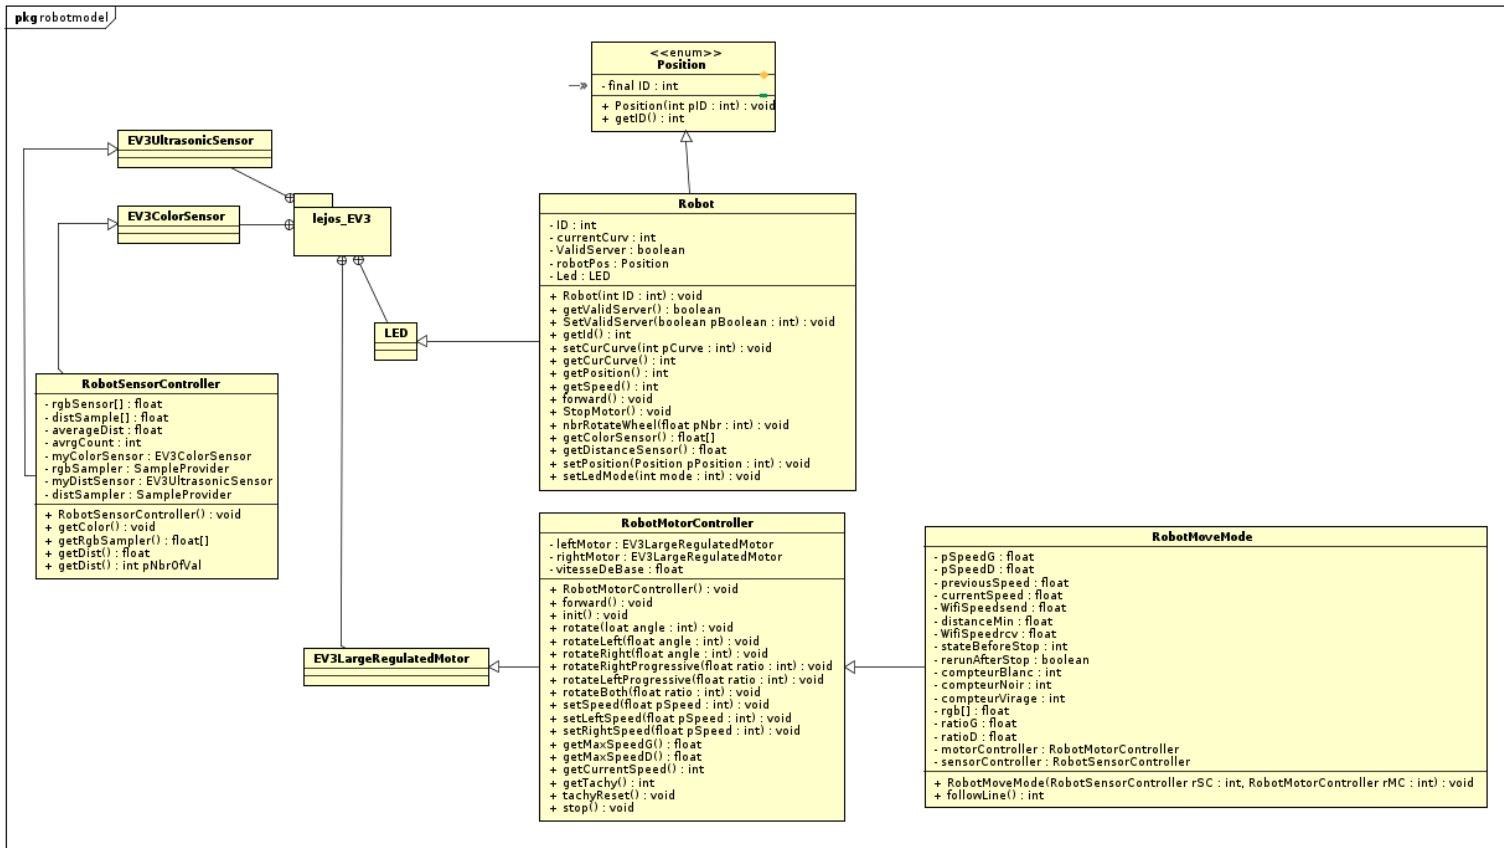 pkg robotmodel
<<enum>>
Position
- final ID : int
+ Position(int pID : int) : void
+ getID() : int
EV3UltrasonicSensor
EV3ColorSensor
lejos_EV3
LED
Robot
- ID : int
- currentCurv : int
- ValidServer : boolean
- robotPos : Position
- Led : LED
+ Robot(int ID : int) : void
+ getValidServer() : boolean
+ SetValidServer(boolean pBoolean : int) : void
+ getId() : int
+ setCurCurve(int pCurve : int) : void
+ getCurCurve() : int
+ getPosition() : int
+ getSpeed() : int
+ forward() : void
+ StopMotor() : void
+ nbrRotateWheel(float pNbr : int) : void
+ getColorSensor() : float[]
+ getDistanceSensor() : float
+ setPosition(Position pPosition : int) : void
+ setLedMode(int mode : int) : void
RobotSensorController
- rgbSensor[] : float
- distSample[] : float
- averageDist : float
- avrgCount : int
- myColorSensor : EV3ColorSensor
- rgbSampler : SampleProvider
- myDistSensor : EV3UltrasonicSensor
- distSampler : SampleProvider
+ RobotSensorController() : void
+ getColor() : void
+ getRgbSampler() : float[]
+ getDist() : float
+ getDist() : int pNbrOfVal
EV3LargeRegulatedMotor
RobotMotorController
- leftMotor : EV3LargeRegulatedMotor
- rightMotor : EV3LargeRegulatedMotor
- vitesseDeBase : float
+ RobotMotorController() : void
+ forward() : void
+ init() : void
+ rotate(loat angle : int) : void
+ rotateLeft(float angle : int) : void
+ rotateRight(float angle : int) : void
+ rotateRightProgressive(float ratio : int) : void
+ rotateLeftProgressive(float ratio : int) : void
+ rotateBoth(float ratio : int) : void
+ setSpeed(float pSpeed : int) : void
+ setLeftSpeed(float pSpeed : int) : void
+ setRightSpeed(float pSpeed : int) : void
+ getMaxSpeedG() : float
+ getMaxSpeedD() : float
+ getCurrentSpeed() : int
+ getTachy() : int
+ tachyReset() : void
+ stop() : void
RobotMoveMode
- pSpeedG : float
- pSpeedD : float
- previousSpeed : float
- currentSpeed : float
- WifiSpeedsend : float
- distanceMin : float
- WifiSpeedrcv : float
- stateBeforeStop : int
- rerunAfterStop : boolean
- compteurBlanc : int
- compteurNoir : int
- compteurVirage : int
- rgb[] : float
- ratioG : float
- ratioD : float
- motorController : RobotMotorController
- sensorController : RobotSensorController
+ RobotMoveMode(RobotSensorController rSC : int, RobotMotorController rMC : int) : void
+ followLine() : int